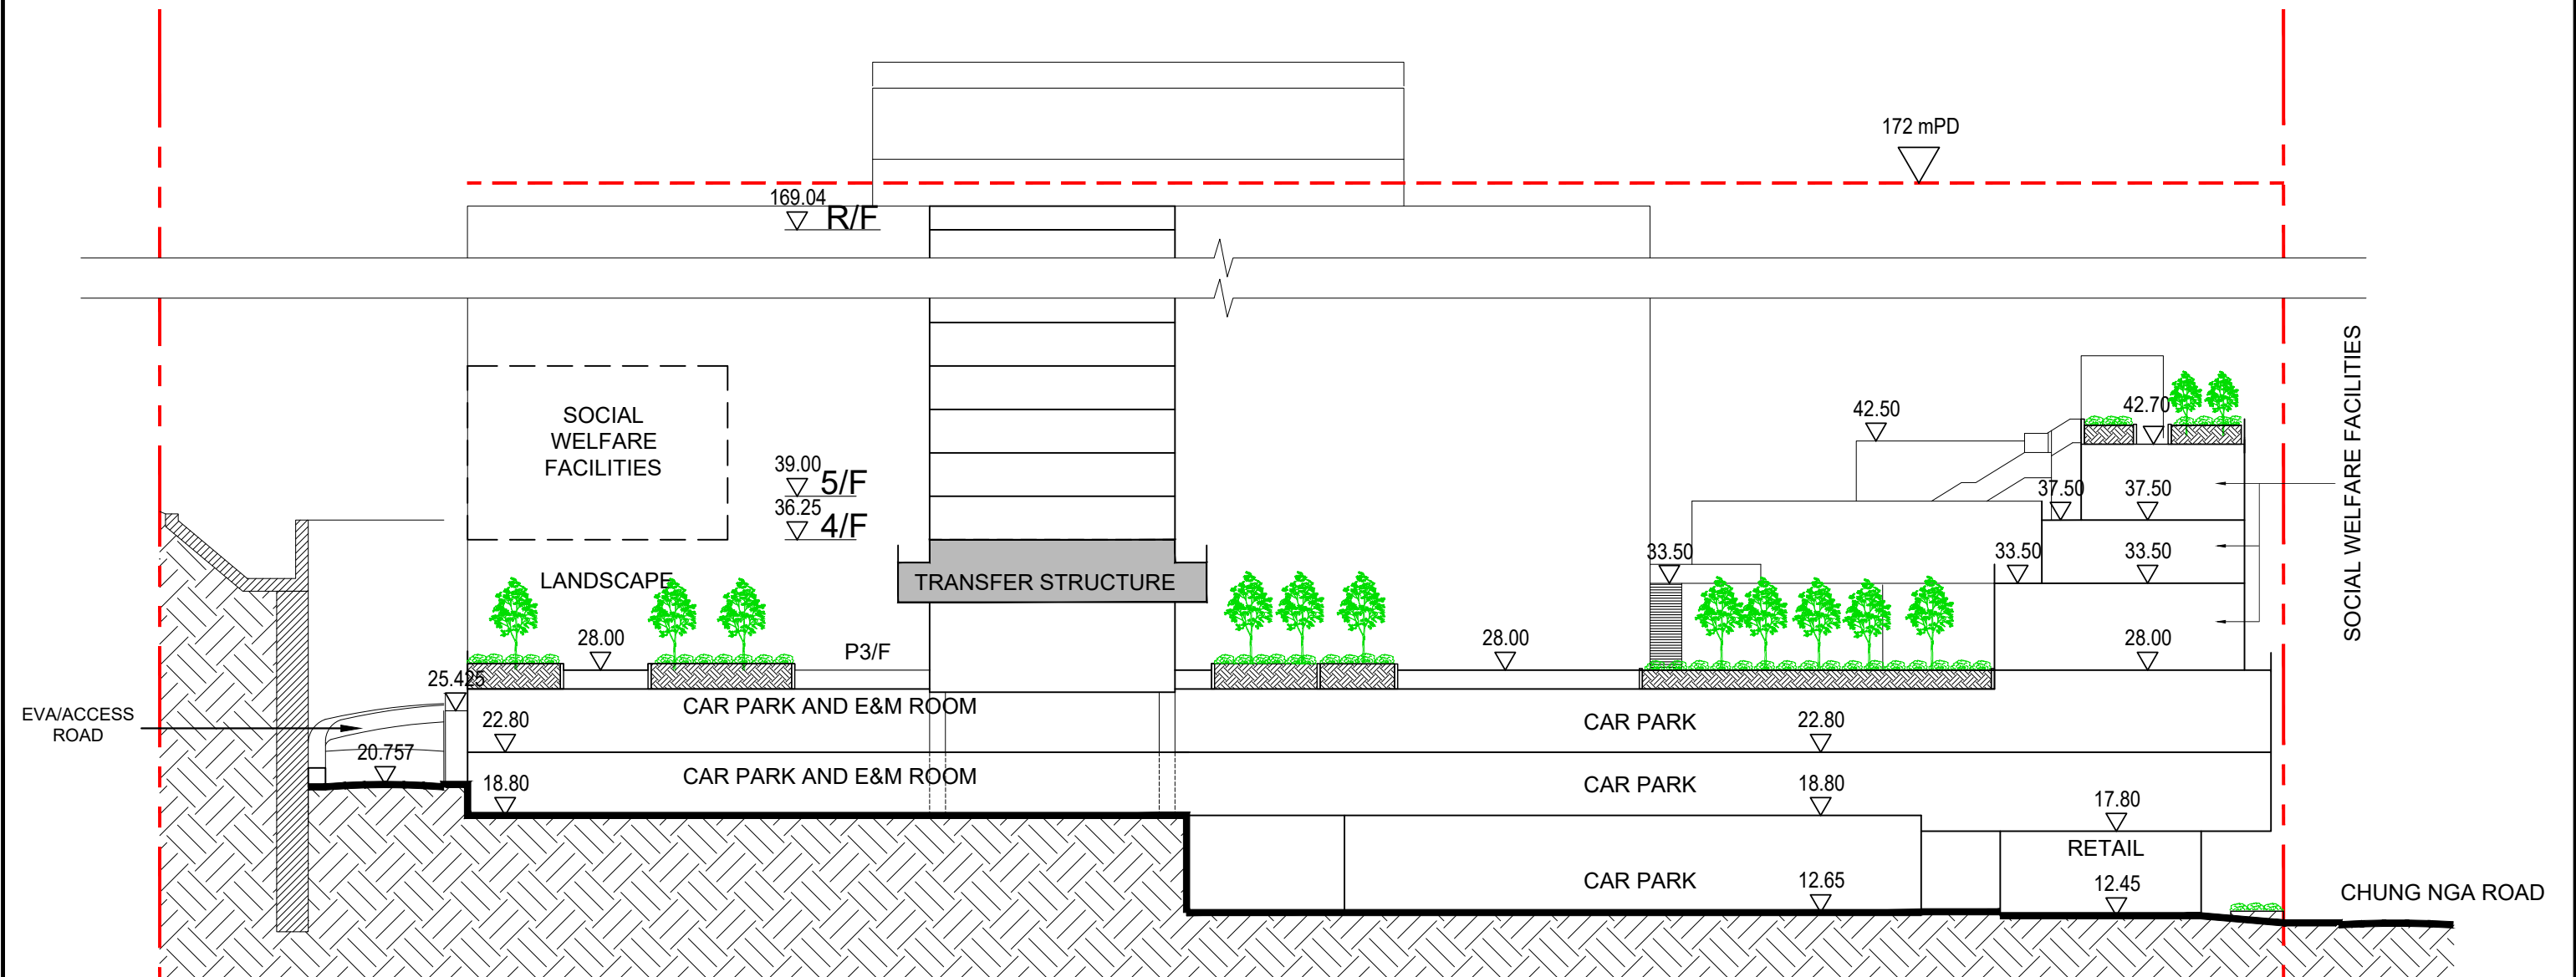 172 mPD
169.04
R/F
SOCIAL
WELFARE
FACILITIES
39.00
5/F
36.25
4/F
LANDSCAPE
TRANSFER STRUCTURE
28.00
P3/F
28.00
42.50
42.70
37.50
37.50
33.50
33.50
33.50
28.00
SOCIAL WELFARE FACILITIES
25.425
EVA/ACCESS
ROAD
20.757
22.80
CAR PARK AND E&M ROOM
CAR PARK
22.80
18.80
CAR PARK AND E&M ROOM
CAR PARK
18.80
17.80
RETAIL
12.45
CAR PARK
12.65
CHUNG NGA ROAD